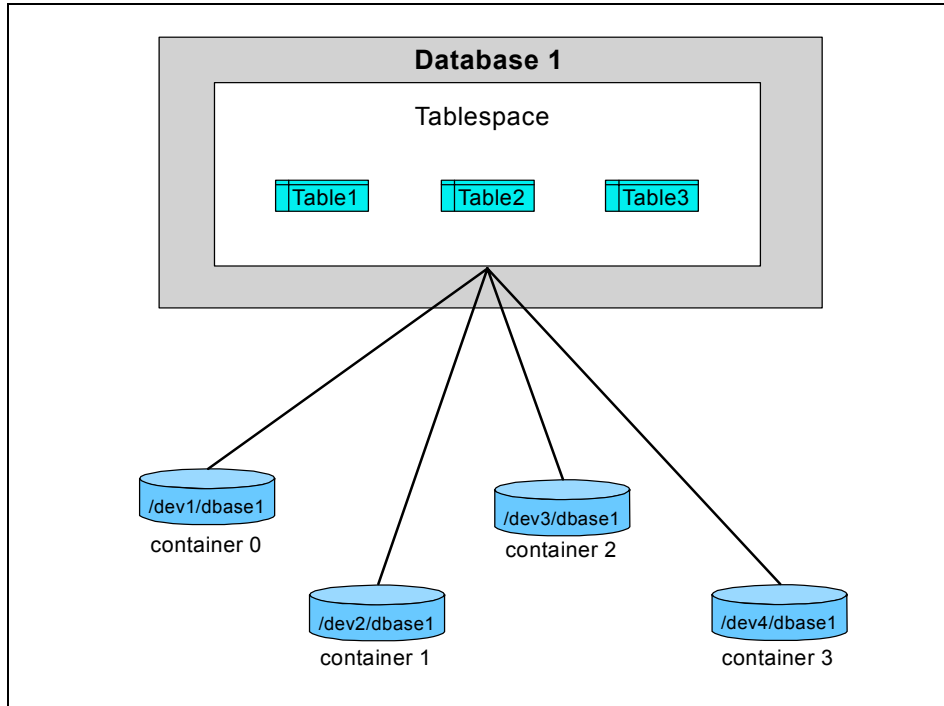 Database 1
Tablespace
Table1
Table2
Table3
/dev1/dbase1
container 0
/dev3/dbase1
container 2
/dev2/dbase1
container 1
/dev4/dbase1
container 3